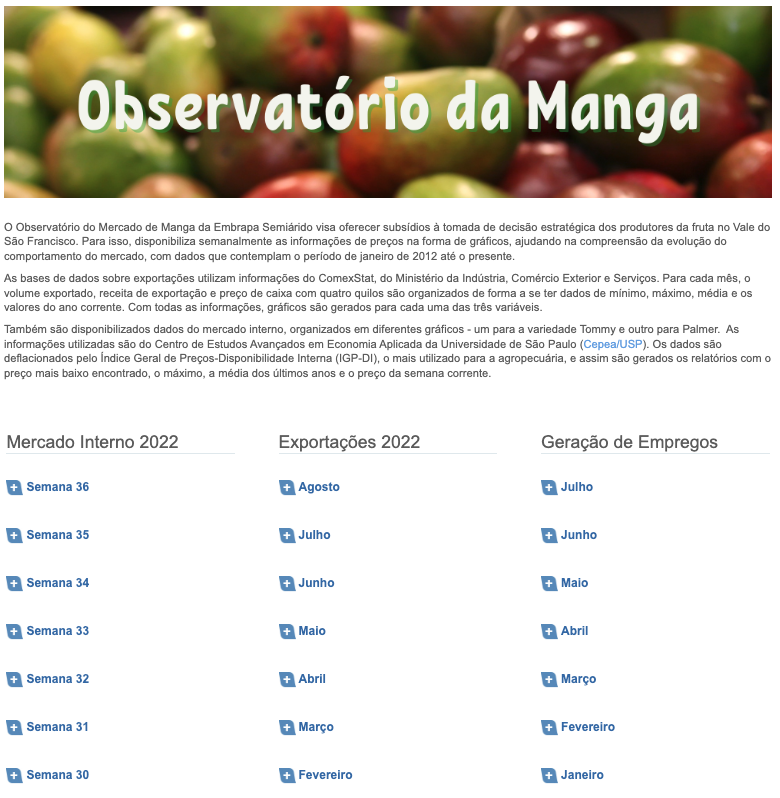 Observatório da Manga
O Observatório do Mercado de Manga da Embrapa Semiárido visa oferecer subsídios à tomada de decisão estratégica dos produtores da fruta no Vale do
São Francisco. Para isso, disponibiliza semanalmente as informações de preços na forma de gráficos, ajudando na compreensão da evolução do
comportamento do mercado, com dados que contemplam o período de janeiro de 2012 até o presente.
As bases de dados sobre exportações utilizam informações do ComexStat, do Ministério da Indústria, Comércio Exterior e Serviços. Para cada mês, o
volume exportado, receita de exportação e preço de caixa com quatro quilos são organizados de forma a se ter dados de mínimo, máximo, média e os
valores do ano corrente. Com todas as informações, gráficos são gerados para cada uma das três variáveis.
Também são disponibilizados dados do mercado interno, organizados em diferentes gráficos - um para a variedade Tommy e outro para Palmer.  As
informações utilizadas são do Centro de Estudos Avançados em Economia Aplicada da Universidade de São Paulo (Cepea/USP). Os dados são
deflacionados pelo Índice Geral de Preços-Disponibilidade Interna (IGP-DI), o mais utilizado para a agropecuária, e assim são gerados os relatórios com o
preço mais baixo encontrado, o máximo, a média dos últimos anos e o preço da semana corrente.
Mercado Interno 2022
Semana 36
Semana 35
Semana 34
Semana 33
Semana 32
Semana 31
Semana 30
Exportações 2022
Agosto
Julho
Junho
Maio
Abril
Março
Fevereiro
Geração de Empregos
Julho
Junho
Maio
Abril
Março
Fevereiro
Janeiro